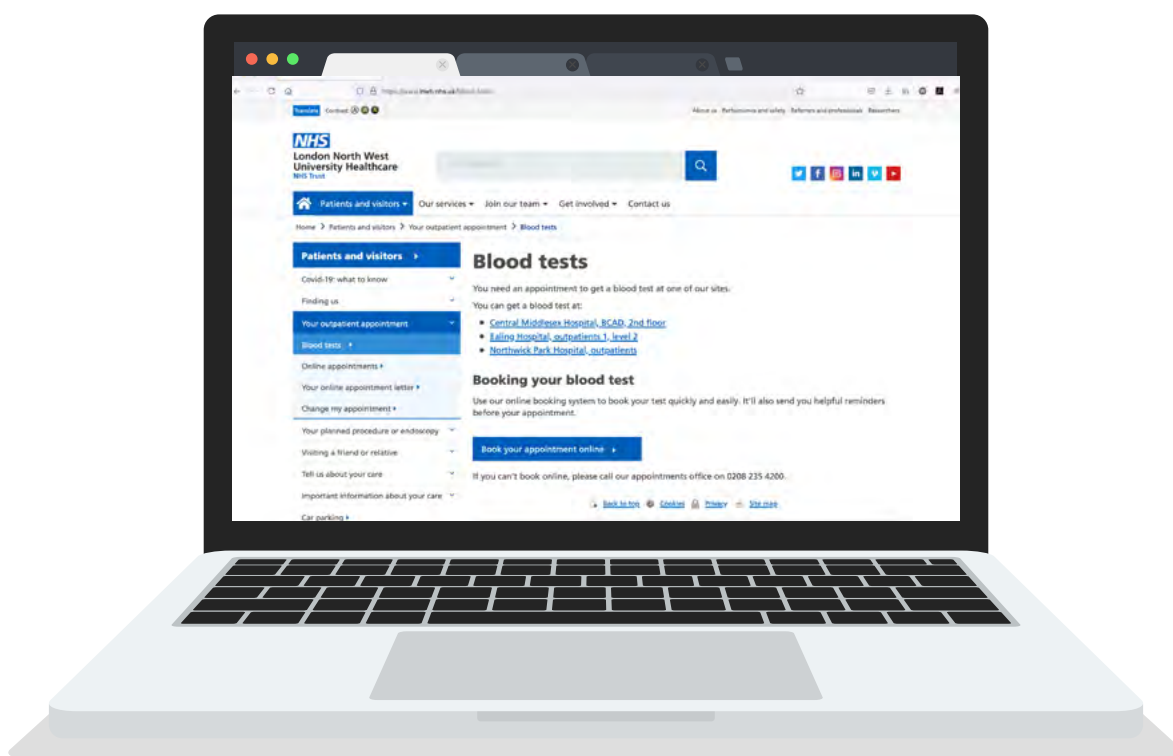 Translate Contrast
About us Performance and safety Referrers and professionals Researchers
NHS
London North West
University Healthcare
NHS Trust
Patients and visitors Our services Join our team Get involved Contact us
Home > Patients and visitors > Your outpatient appointment > Blood tests
Patients and visitors
Covid-19: what to know
Finding us
Your outpatient appointment
Blood tests
Online appointments
Your online appointment letter
Change my appointment
Your planned procedure or endoscopy
Visiting a friend or relative
Tell us about your care
Important information about your care
Car parking
Blood tests
You need an appointment to get a blood test at one of our sites.
You can get a blood test at:
Central Middlesex Hospital, BCAD, 2nd floor
Ealing Hospital, outpatients 1, level 2
Northwick Park Hospital, outpatients
Booking your blood test
Use our online booking system to book your test quickly and easily. It'll also send you helpful reminders
before your appointment.
Book your appointment online
If you can't book online, please call our appointments office on 0208 235 4200.
Back to top Cookies Privacy Site map